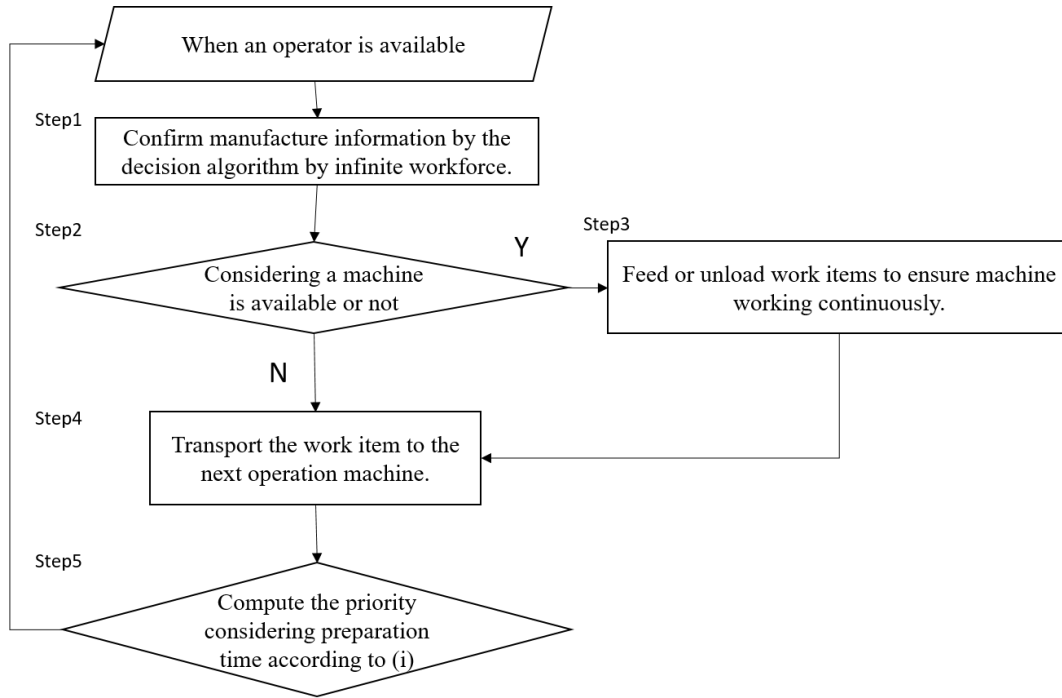 When an operator is available
Step1
Confirm manufacture information by the
decision algorithm by infinite workforce.
Step2
Considering a machine
is available or not
Y
Step3
Feed or unload work items to ensure machine
working continuously.
N
Step4
Transport the work item to the
next operation machine.
Step5
Compute the priority
considering preparation
time according to (i)